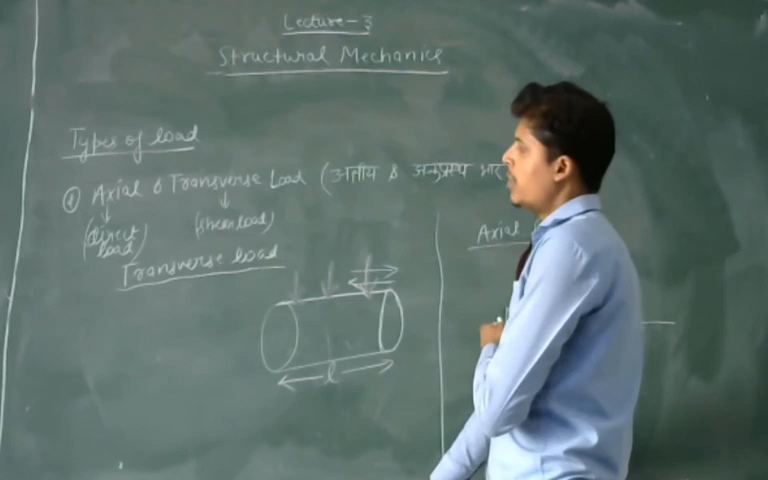 Lecture-3
Structural Mechanics
Types of load
① Axial & Transverse Load (अक्षीय & अनुप्रस्थ भार
(direct load)
(shear load)
Transverse load
l
Axial